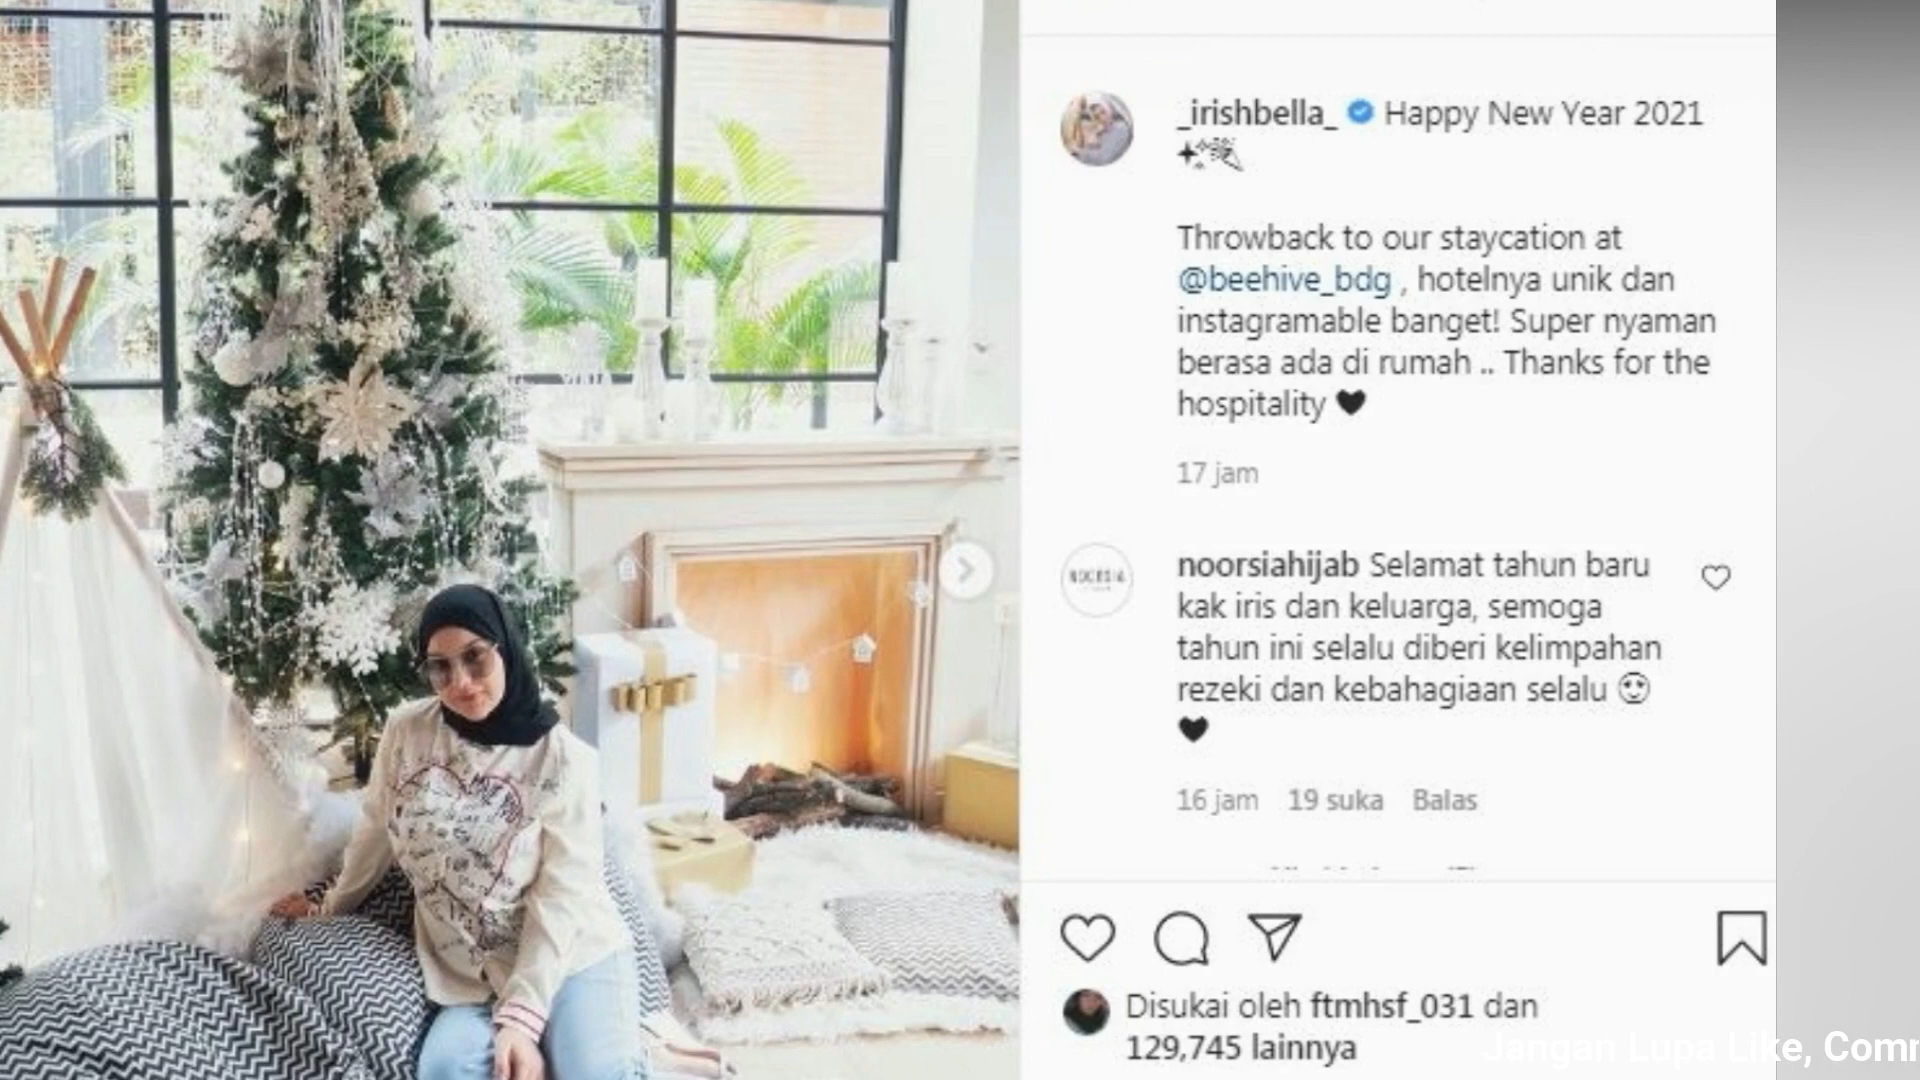 _irishbella_ Happy New Year 2021
Throwback to our staycation at
@beehive_bdg , hotelnya unik dan
instagramable banget! Super nyaman
berasa ada di rumah .. Thanks for the
hospitality 🖤
17 jam
noorsiahijab Selamat tahun baru
kak iris dan keluarga, semoga
tahun ini selalu diberi kelimpahan
rezeki dan kebahagiaan selalu 🥰
🖤
16 jam 19 suka Balas
Disukai oleh ftmhsf_031 dan
129,745 lainnya
Jangan Lupa Like, Comm